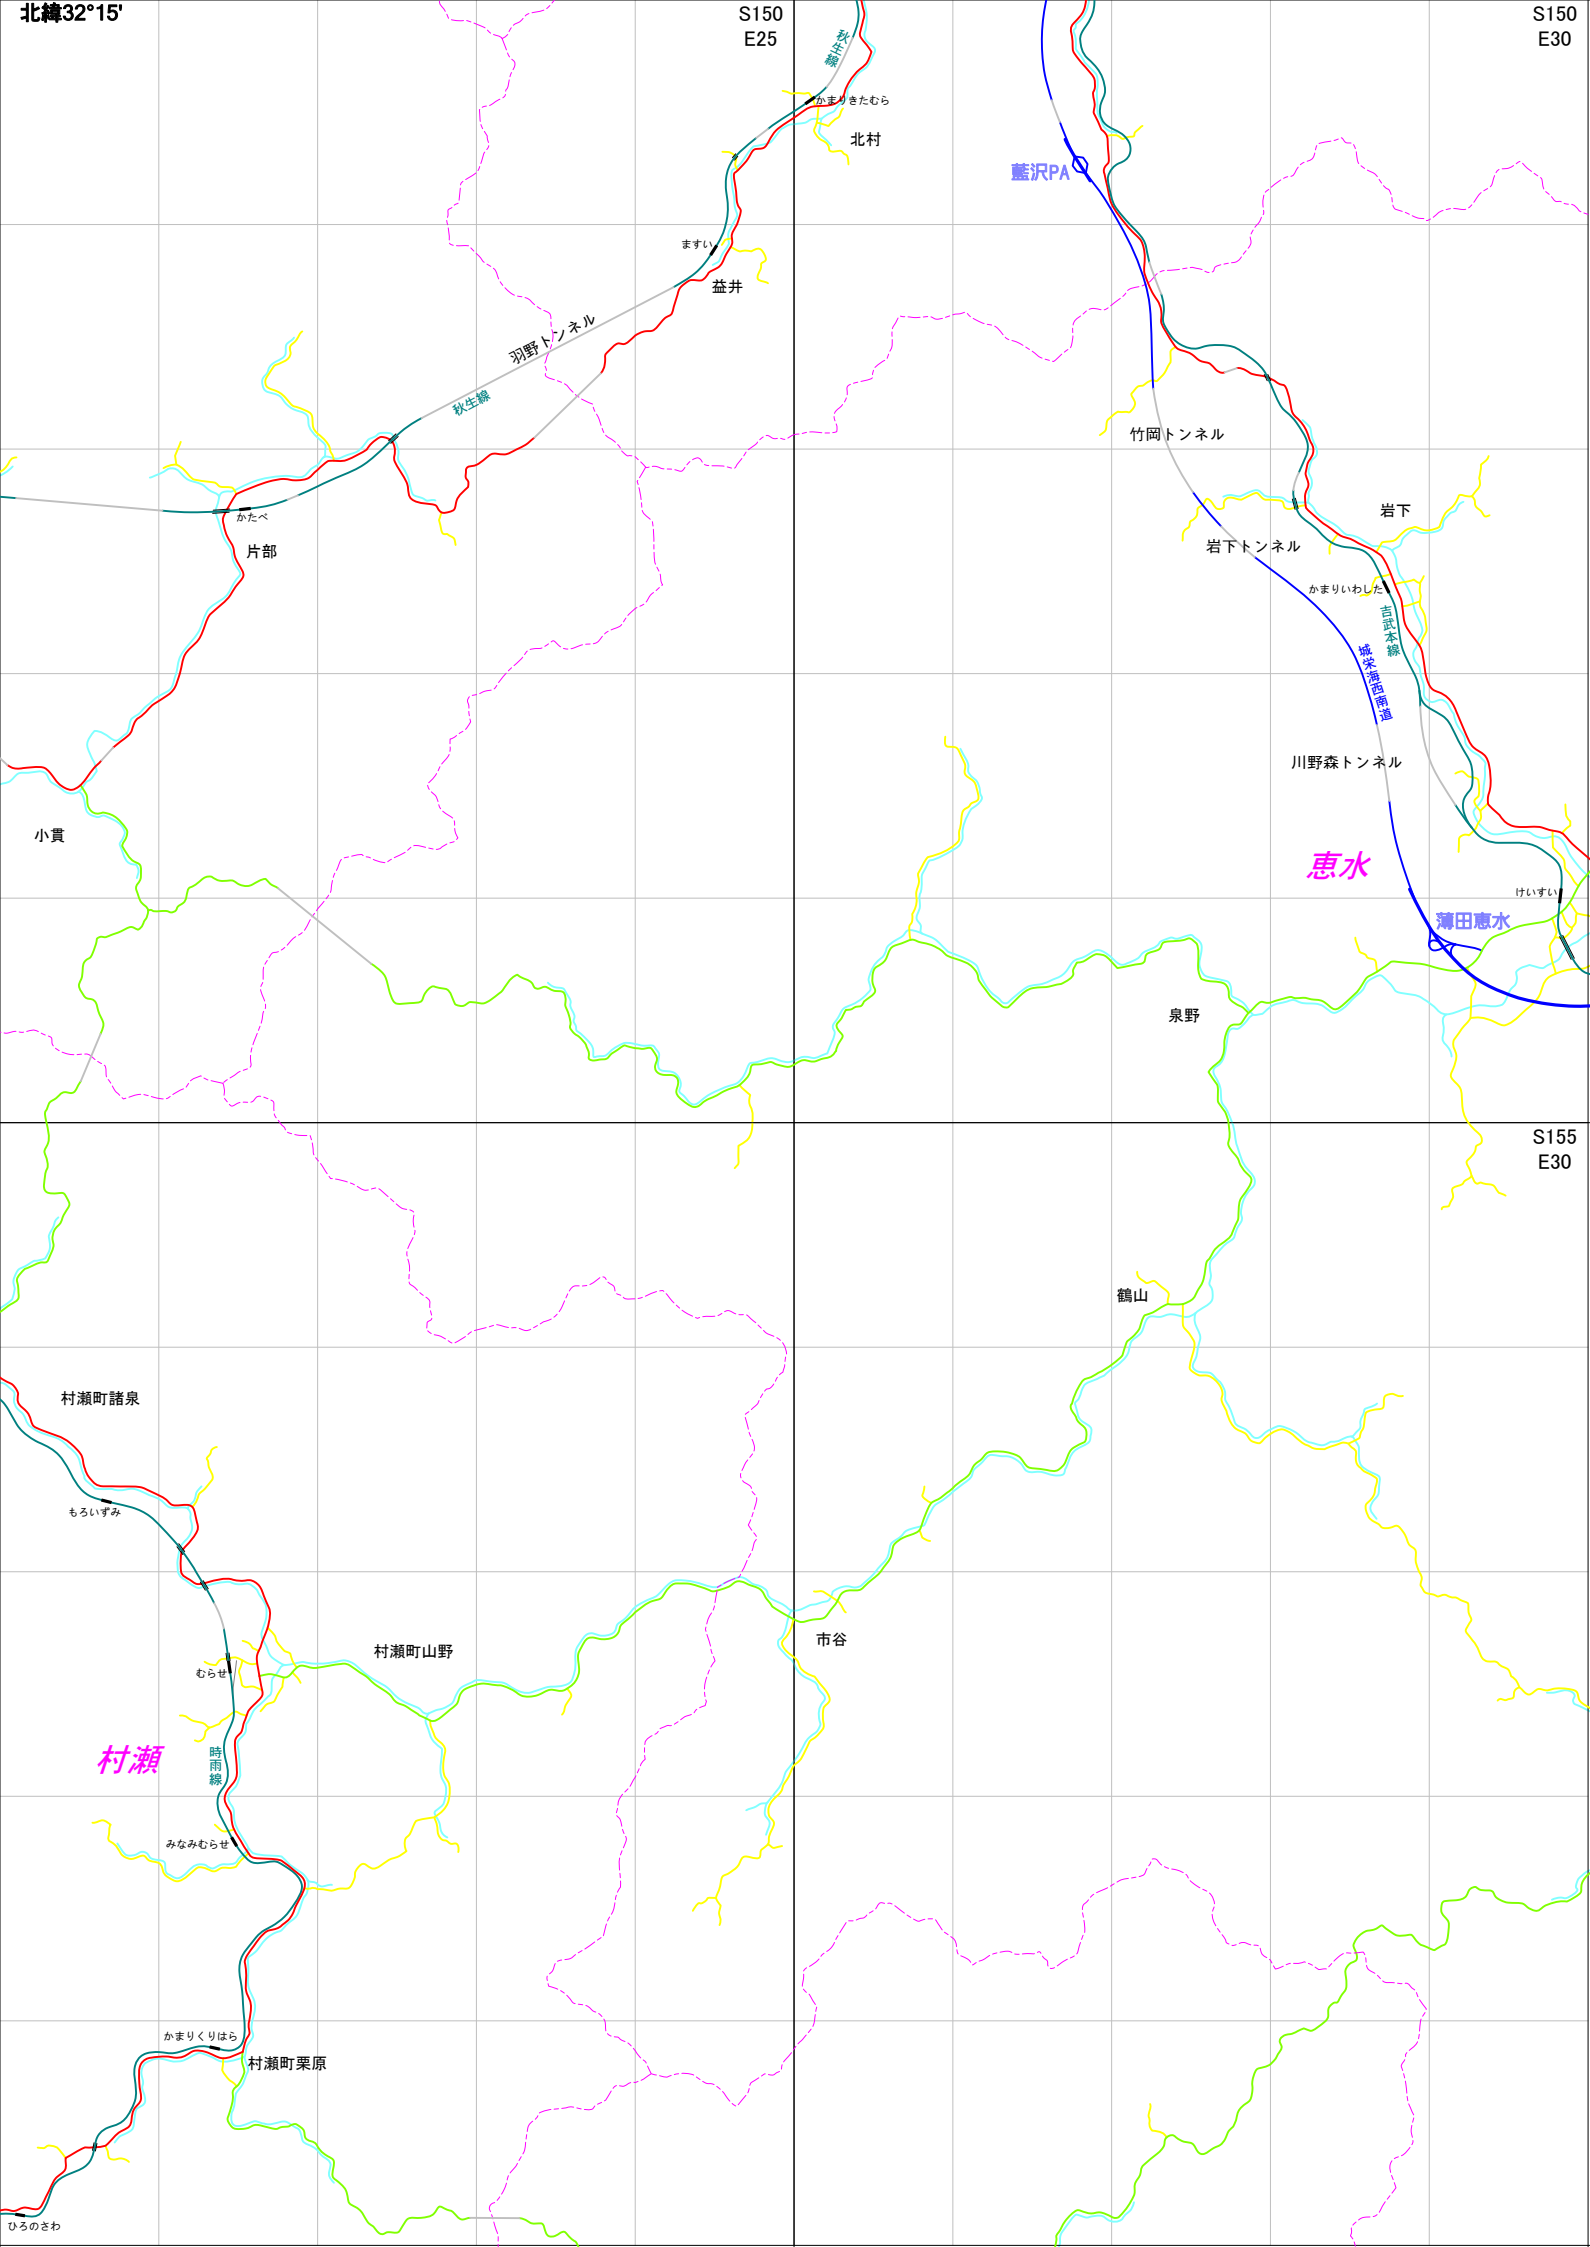 北緯32°15'
S150
E25
S150
E30
秋生線
かまりきたむら
北村
藍沢PA
ますい
益井
羽野トンネル
秋生線
竹岡トンネル
かたべ
片部
岩下
岩下トンネル
かまりいわした
吉武本線
城栄海西南道
川野森トンネル
小貫
恵水
けいすい
薄田恵水
泉野
S155
E30
鶴山
村瀬町諸泉
もろいずみ
市谷
村瀬町山野
むらせ
村瀬
時雨線
みなみむらせ
かまりくりはら
村瀬町栗原
ひろのさわ